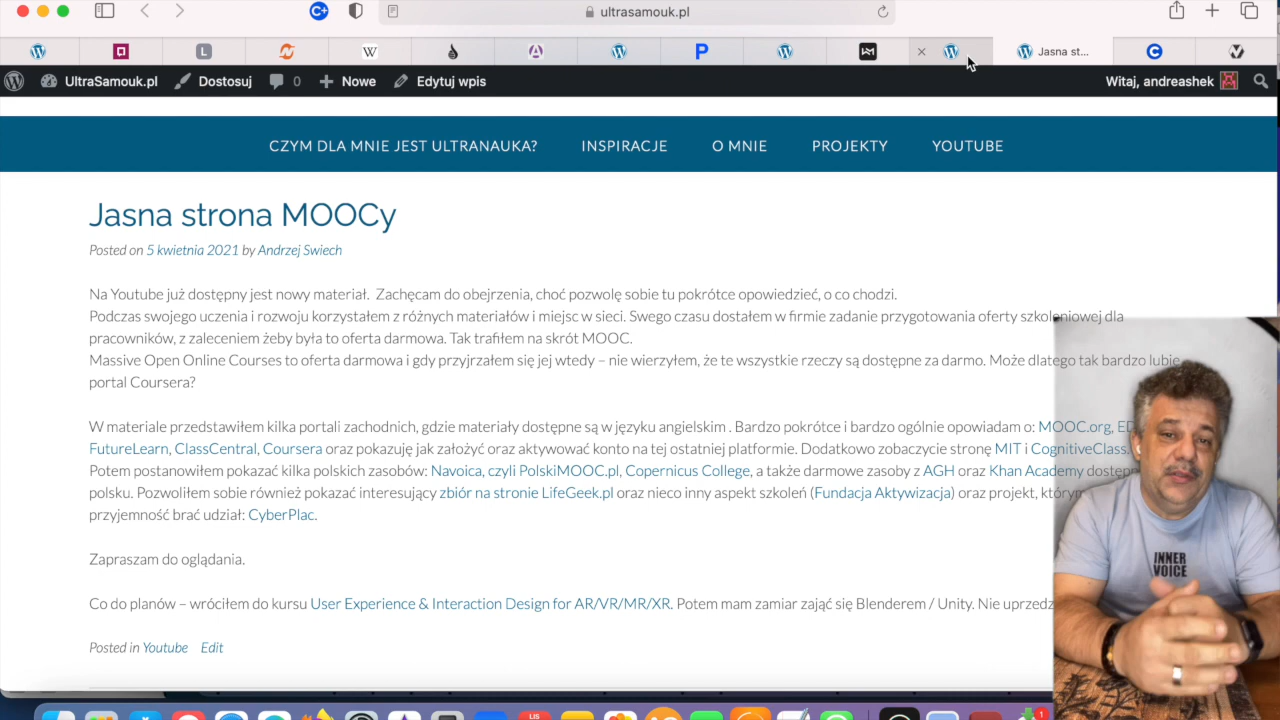 ultrasamouk.pl
Jasna st...
UltraSamouk.pl Dostosuj 0 Nowe Edytuj wpis Witaj, andreashek
CZYM DLA MNIE JEST ULTRANAUKA? INSPIRACJE O MNIE PROJEKTY YOUTUBE
Jasna strona MOOCy
Posted on 5 kwietnia 2021 by Andrzej Swiech
Na Youtube już dostępny jest nowy materiał. Zachęcam do obejrzenia, choć pozwolę sobie tu pokrótce opowiedzieć, o co chodzi.
Podczas swojego uczenia i rozwoju korzystałem z różnych materiałów i miejsc w sieci. Swego czasu dostałem w firmie zadanie przygotowania oferty szkoleniowej dla
pracowników, z zaleceniem żeby była to oferta darmowa. Tak trafiłem na skrót MOOC.
Massive Open Online Courses to oferta darmowa i gdy przyjrzałem się jej wtedy – nie wierzyłem, że te wszystkie rzeczy są dostępne za darmo. Może dlatego tak bardzo lubię
portal Coursera?
W materiale przedstawiłem kilka portali zachodnich, gdzie materiały dostępne są w języku angielskim . Bardzo pokrótce i bardzo ogólnie opowiadam o: MOOC.org, ED
FutureLearn, ClassCentral, Coursera oraz pokazuję jak założyć oraz aktywować konto na tej ostatniej platformie. Dodatkowo zobaczycie stronę MIT i CognitiveClass.
Potem postanowiłem pokazać kilka polskich zasobów: Navoica, czyli PolskiMOOC.pl, Copernicus College, a także darmowe zasoby z AGH oraz Khan Academy dostęp
polsku. Pozwoliłem sobie również pokazać interesujący zbiór na stronie LifeGeek.pl oraz nieco inny aspekt szkoleń (Fundacja Aktywizacja) oraz projekt, którym
przyjemność brać udział: CyberPlac.
Zapraszam do oglądania.
Co do planów – wróciłem do kursu User Experience & Interaction Design for AR/VR/MR/XR. Potem mam zamiar zająć się Blenderem / Unity. Nie uprzedz
Posted in Youtube Edit
INNER
VOICE
LIS
1